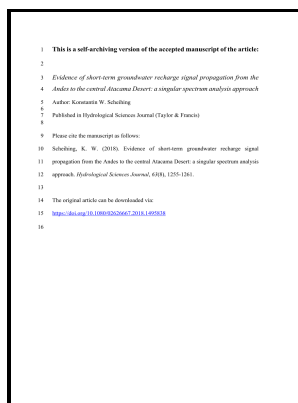 1 This is a self-archiving version of the accepted manuscript of the article:
2
3 Evidence of short-term groundwater recharge signal propagation from the
4 Andes to the central Atacama Desert: a singular spectrum analysis approach
5 Author: Konstantin W. Scheihing
6
7 Published in Hydrological Sciences Journal (Taylor & Francis)
8
9 Please cite the manuscript as follows:
10 Scheihing, K. W. (2018). Evidence of short-term groundwater recharge signal
11 propagation from the Andes to the central Atacama Desert: a singular spectrum analysis
12 approach. Hydrological Sciences Journal, 63(8), 1255-1261.
13
14 The original article can be downloaded via:
15 https://doi.org/10.1080/02626667.2018.1495838
16